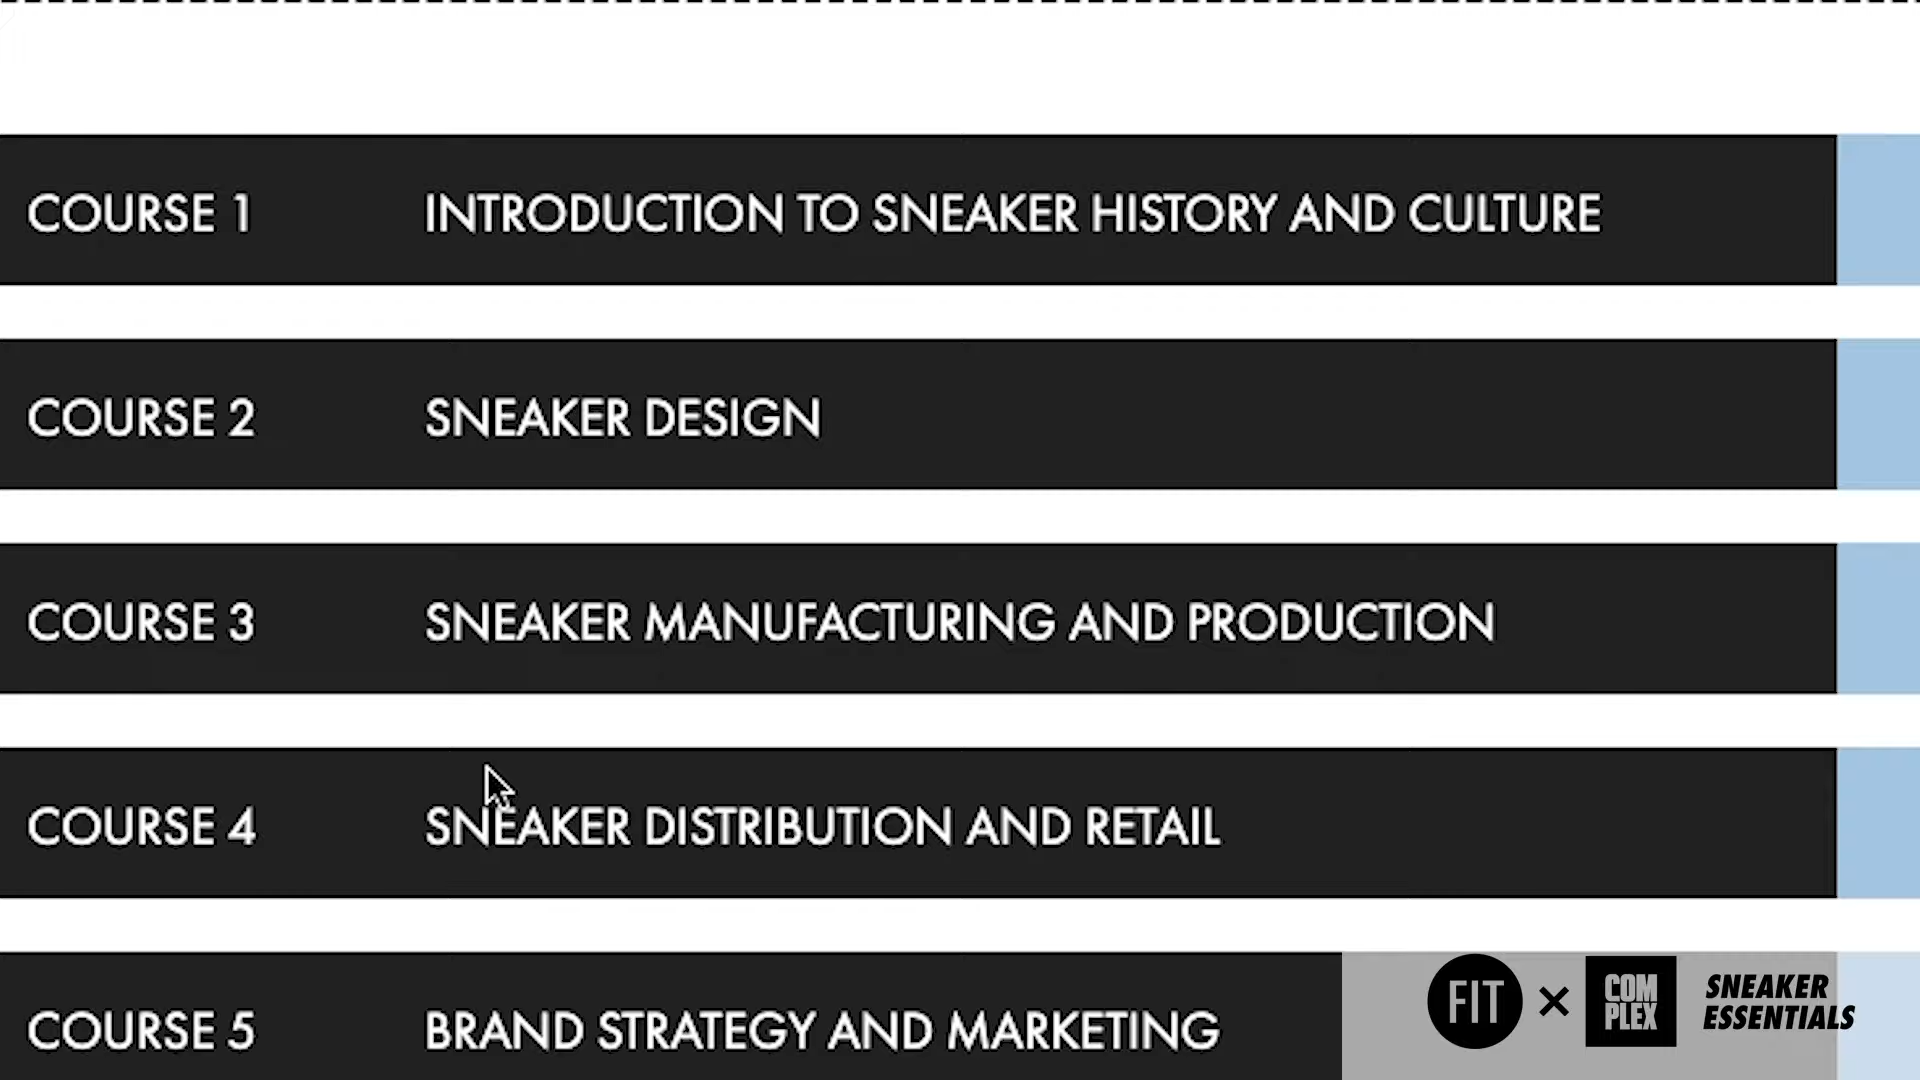 COURSE 1 INTRODUCTION TO SNEAKER HISTORY AND CULTURE
COURSE 2 SNEAKER DESIGN
COURSE 3 SNEAKER MANUFACTURING AND PRODUCTION
COURSE 4 SNEAKER DISTRIBUTION AND RETAIL
COURSE 5 BRAND STRATEGY AND MARKETING
FIT × COM
PLEX
SNEAKER
ESSENTIALS